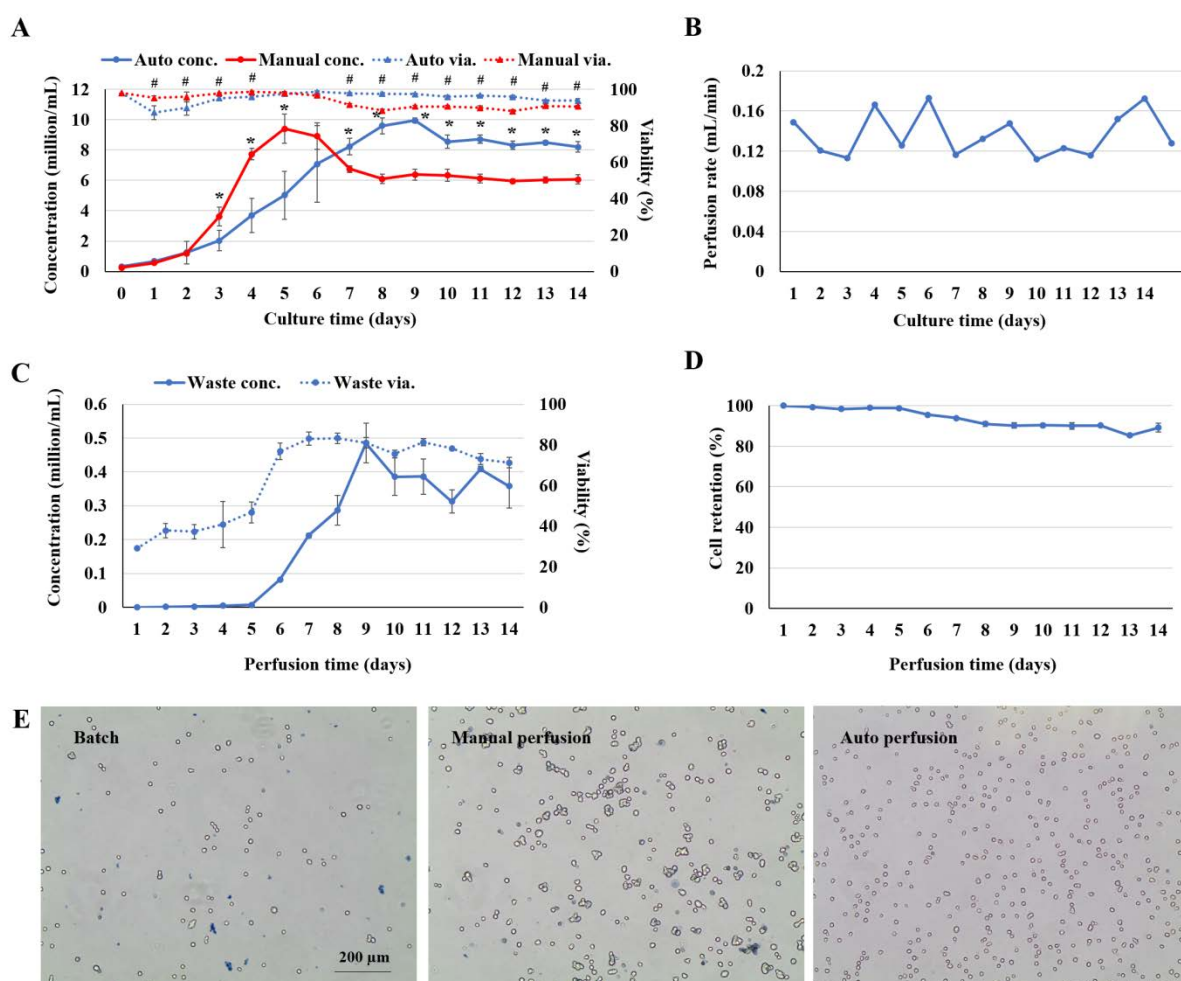 A
Auto conc. Manual conc. Auto via. Manual via.
# # # # # # # # # # # #
12
10
8
6
4
2
0
Concentration (million/mL)
100
80
60
40
20
0
Viability (%)
* * * * * * * * * * *
0 1 2 3 4 5 6 7 8 9 10 11 12 13 14
Culture time (days)
B
0.2
0.16
0.12
0.08
0.04
0
Perfusion rate (mL/min)
1 2 3 4 5 6 7 8 9 10 11 12 13 14
Culture time (days)
C
Waste conc. Waste via.
0.6
0.5
0.4
0.3
0.2
0.1
0
Concentration (million/mL)
100
80
60
40
20
0
Viability (%)
1 2 3 4 5 6 7 8 9 10 11 12 13 14
Perfusion time (days)
D
100
80
60
40
20
0
Cell retention (%)
1 2 3 4 5 6 7 8 9 10 11 12 13 14
Perfusion time (days)
E
Batch
200 µm
Manual perfusion
Auto perfusion